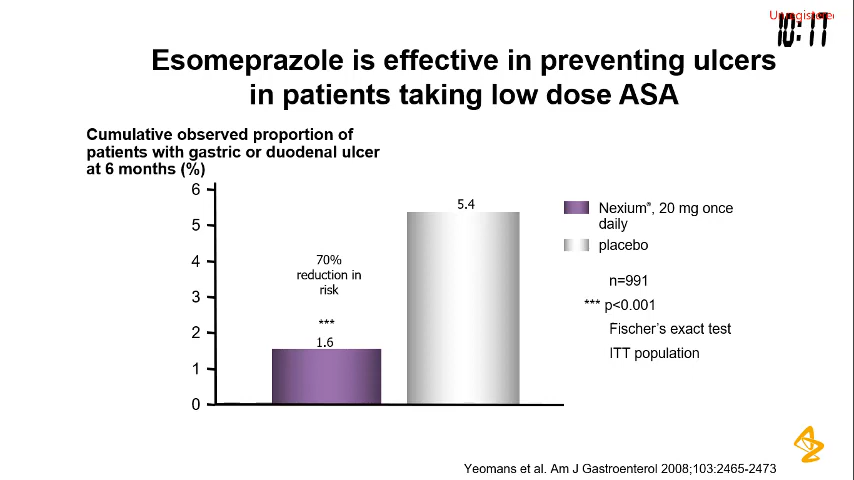 Unregistered
10:17
Esomeprazole is effective in preventing ulcers
in patients taking low dose ASA
Cumulative observed proportion of
patients with gastric or duodenal ulcer
at 6 months (%)
6
5
4
3
2
1
0
5.4
70%
reduction in
risk
***
1.6
Nexium®, 20 mg once
daily
placebo
n=991
*** p<0.001
Fischer's exact test
ITT population
Yeomans et al. Am J Gastroenterol 2008;103:2465-2473